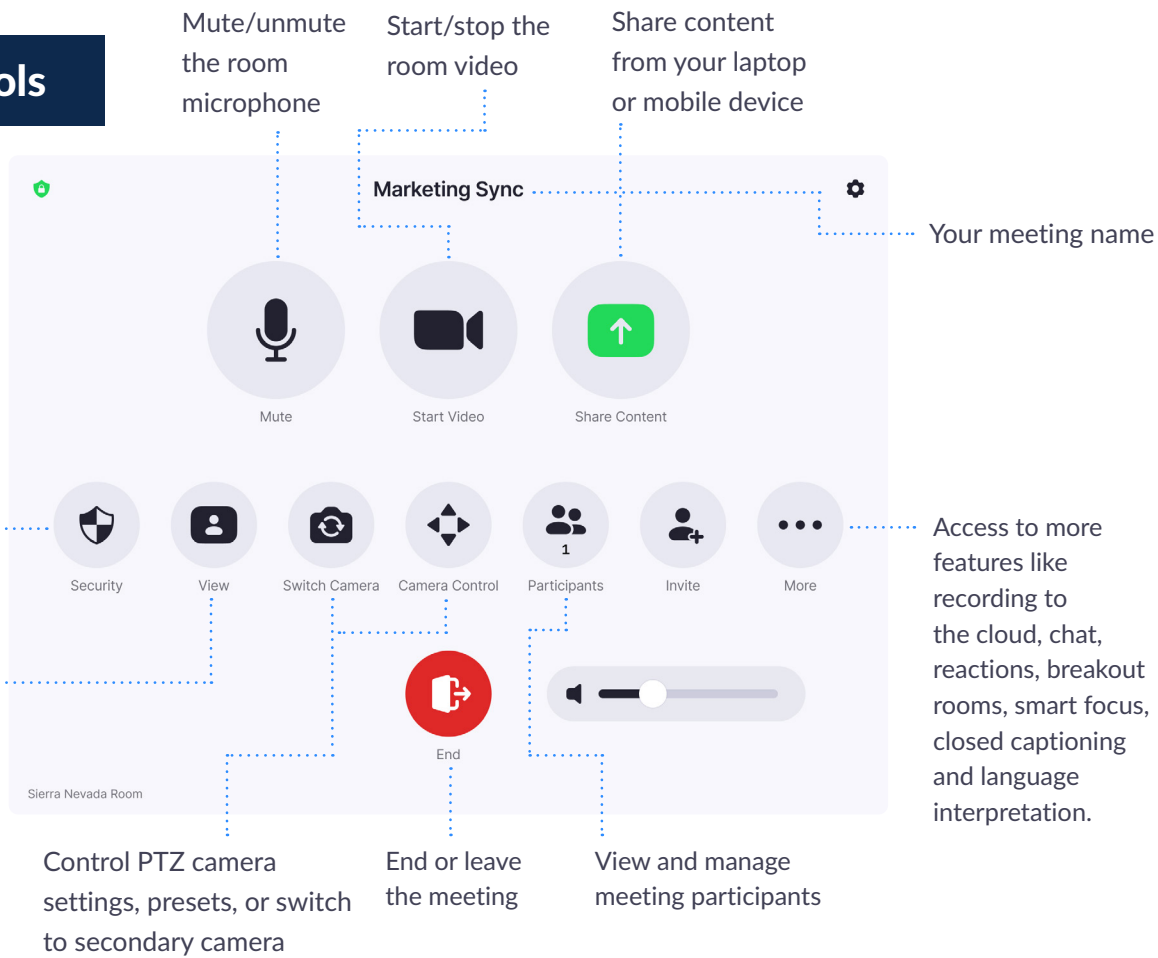 Mute/unmute
the room
microphone
Start/stop the
room video
Share content
from your laptop
or mobile device
ols
Marketing Sync
Your meeting name
Mute
Start Video
Share Content
1
Security
View
Switch Camera
Camera Control
Participants
Invite
More
Access to more
features like
recording to
the cloud, chat,
reactions, breakout
rooms, smart focus,
closed captioning
and language
interpretation.
End
Sierra Nevada Room
Control PTZ camera
settings, presets, or switch
to secondary camera
End or leave
the meeting
View and manage
meeting participants